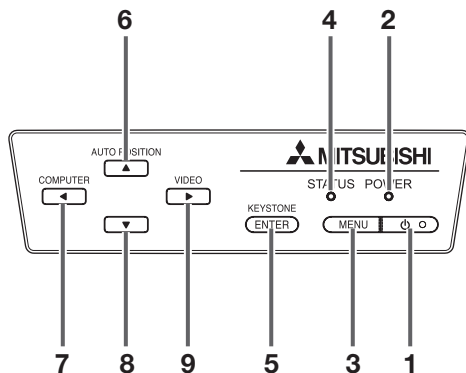 6 4 2
AUTO POSITION
MITSUBISHI
COMPUTER VIDEO STATUS POWER
KEYSTONE
ENTER MENU
7 8 9 5 3 1